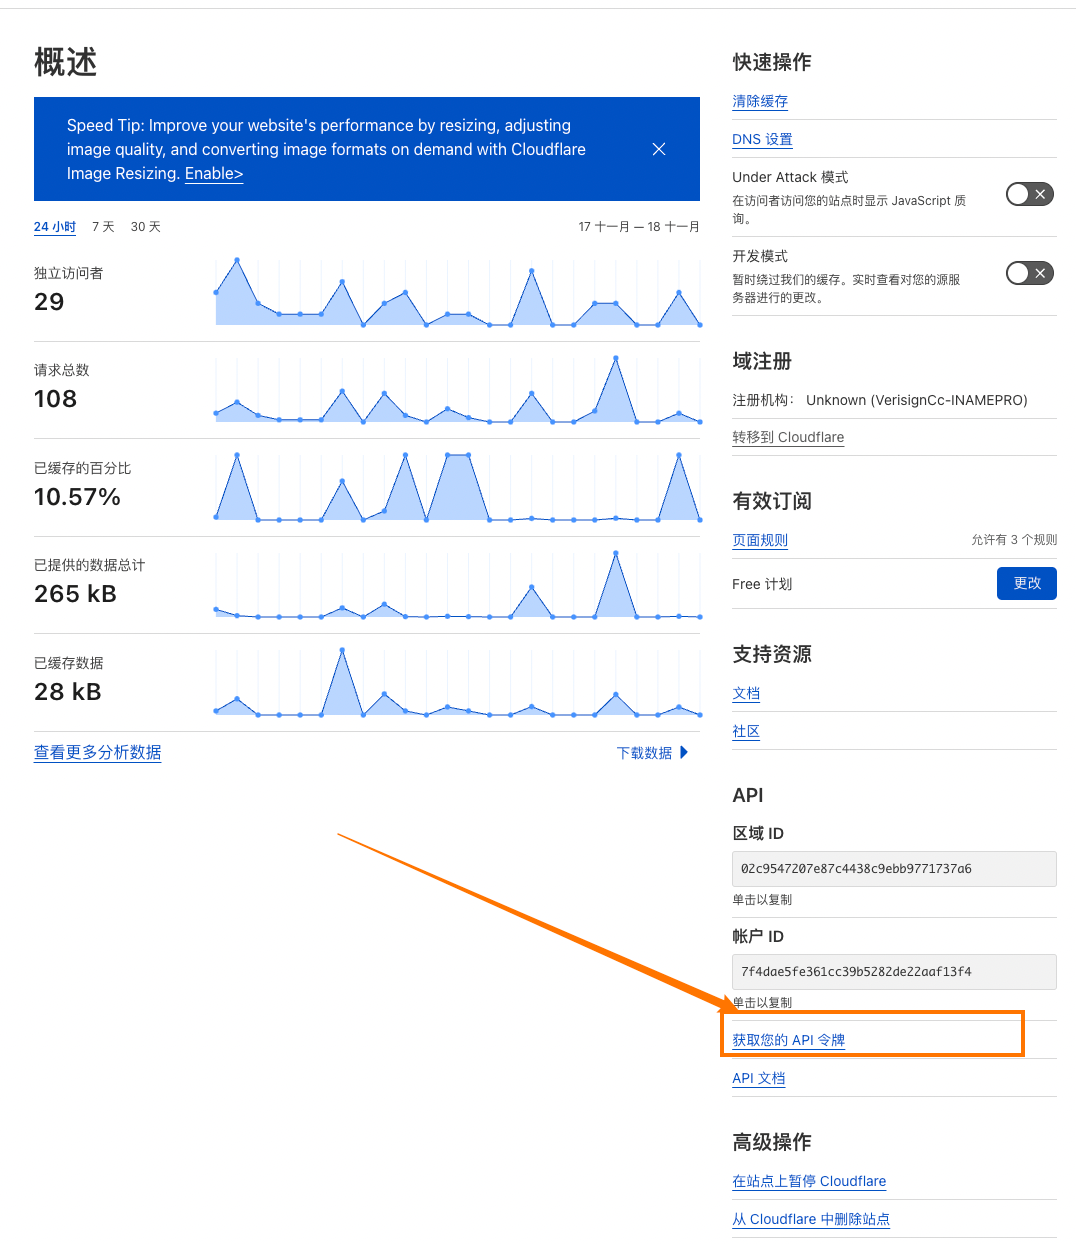 概述
Speed Tip: Improve your website's performance by resizing, adjusting
image quality, and converting image formats on demand with Cloudflare
Image Resizing. Enable>
24 小时 7 天 30 天
17 十一月 — 18 十一月
独立访问者
29
请求总数
108
已缓存的百分比
10.57%
已提供的数据总计
265 kB
已缓存数据
28 kB
查看更多分析数据
下载数据
快速操作
清除缓存
DNS 设置
Under Attack 模式
在访问者访问您的站点时显示 JavaScript 质
询。
开发模式
暂时绕过我们的缓存。实时查看对您的源服
务器进行的更改。
域注册
注册机构： Unknown (VerisignCc-INAMEPRO)
转移到 Cloudflare
有效订阅
页面规则 允许有 3 个规则
Free 计划 更改
支持资源
文档
社区
API
区域 ID
02c9547207e87c4438c9ebb9771737a6
单击以复制
帐户 ID
7f4dae5fe361cc39b5282de22aaf13f4
单击以复制
获取您的 API 令牌
API 文档
高级操作
在站点上暂停 Cloudflare
从 Cloudflare 中删除站点